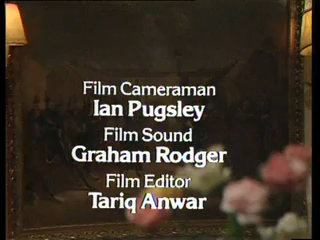 Film Cameraman
Ian Pugsley
Film Sound
Graham Rodger
Film Editor
Tariq Anwar